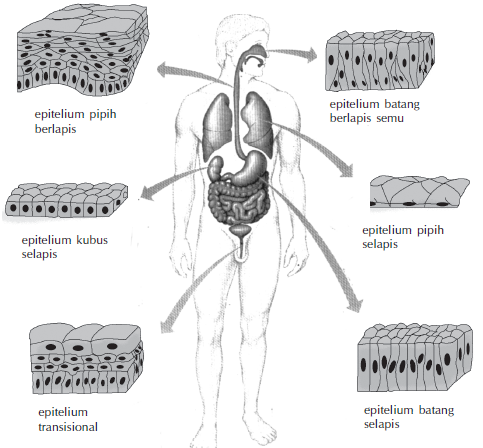 epitelium pipih
berlapis
epitelium batang
berlapis semu
epitelium kubus
selapis
epitelium pipih
selapis
epitelium
transisional
epitelium batang
selapis